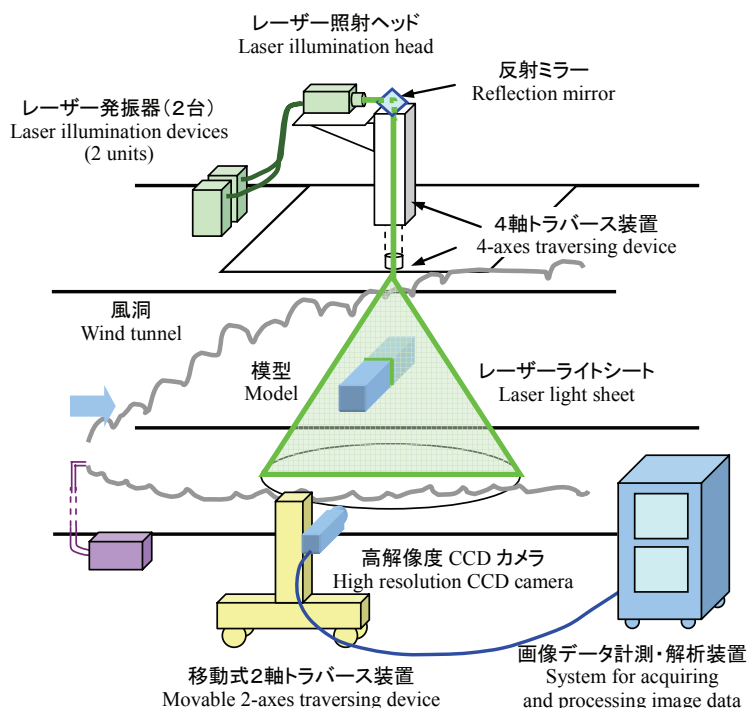 レーザー照射ヘッド
Laser illumination head
反射ミラー
Reflection mirror
レーザー発振器（２台）
Laser illumination devices
(2 units)
４軸トラバース装置
4-axes traversing device
風洞
Wind tunnel
模型
Model
レーザーライトシート
Laser light sheet
高解像度 CCD カメラ
High resolution CCD camera
移動式２軸トラバース装置
Movable 2-axes traversing device
画像データ計測・解析装置
System for acquiring
and processing image data